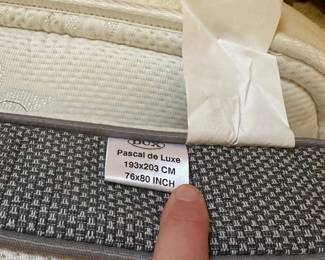 BOX
Pascal de Luxe
193x203 CM
76x80 INCH